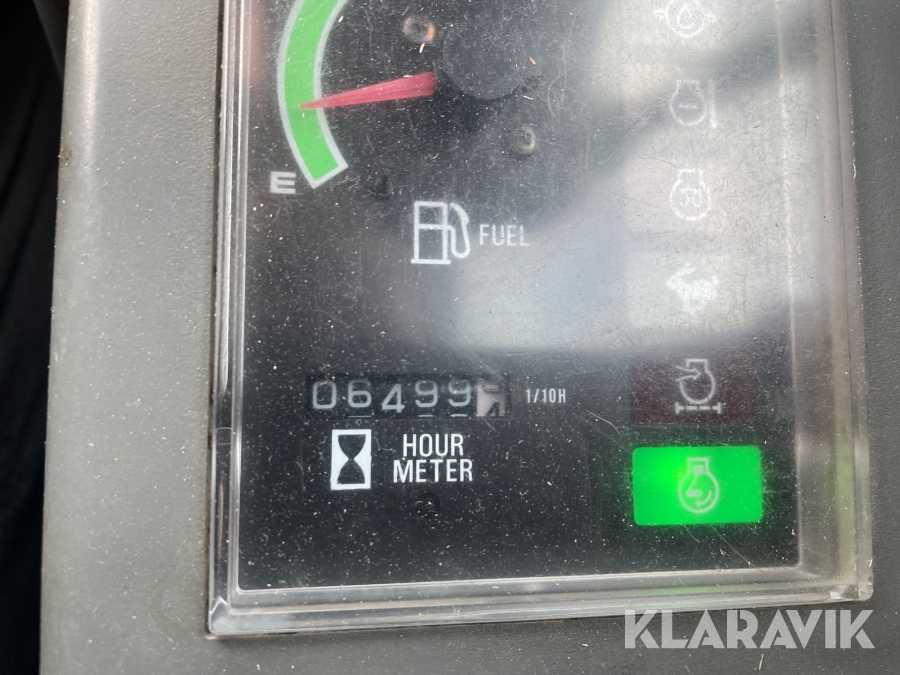 E
FUEL
06499
1/10H
HOUR
METER
KLARAVIK